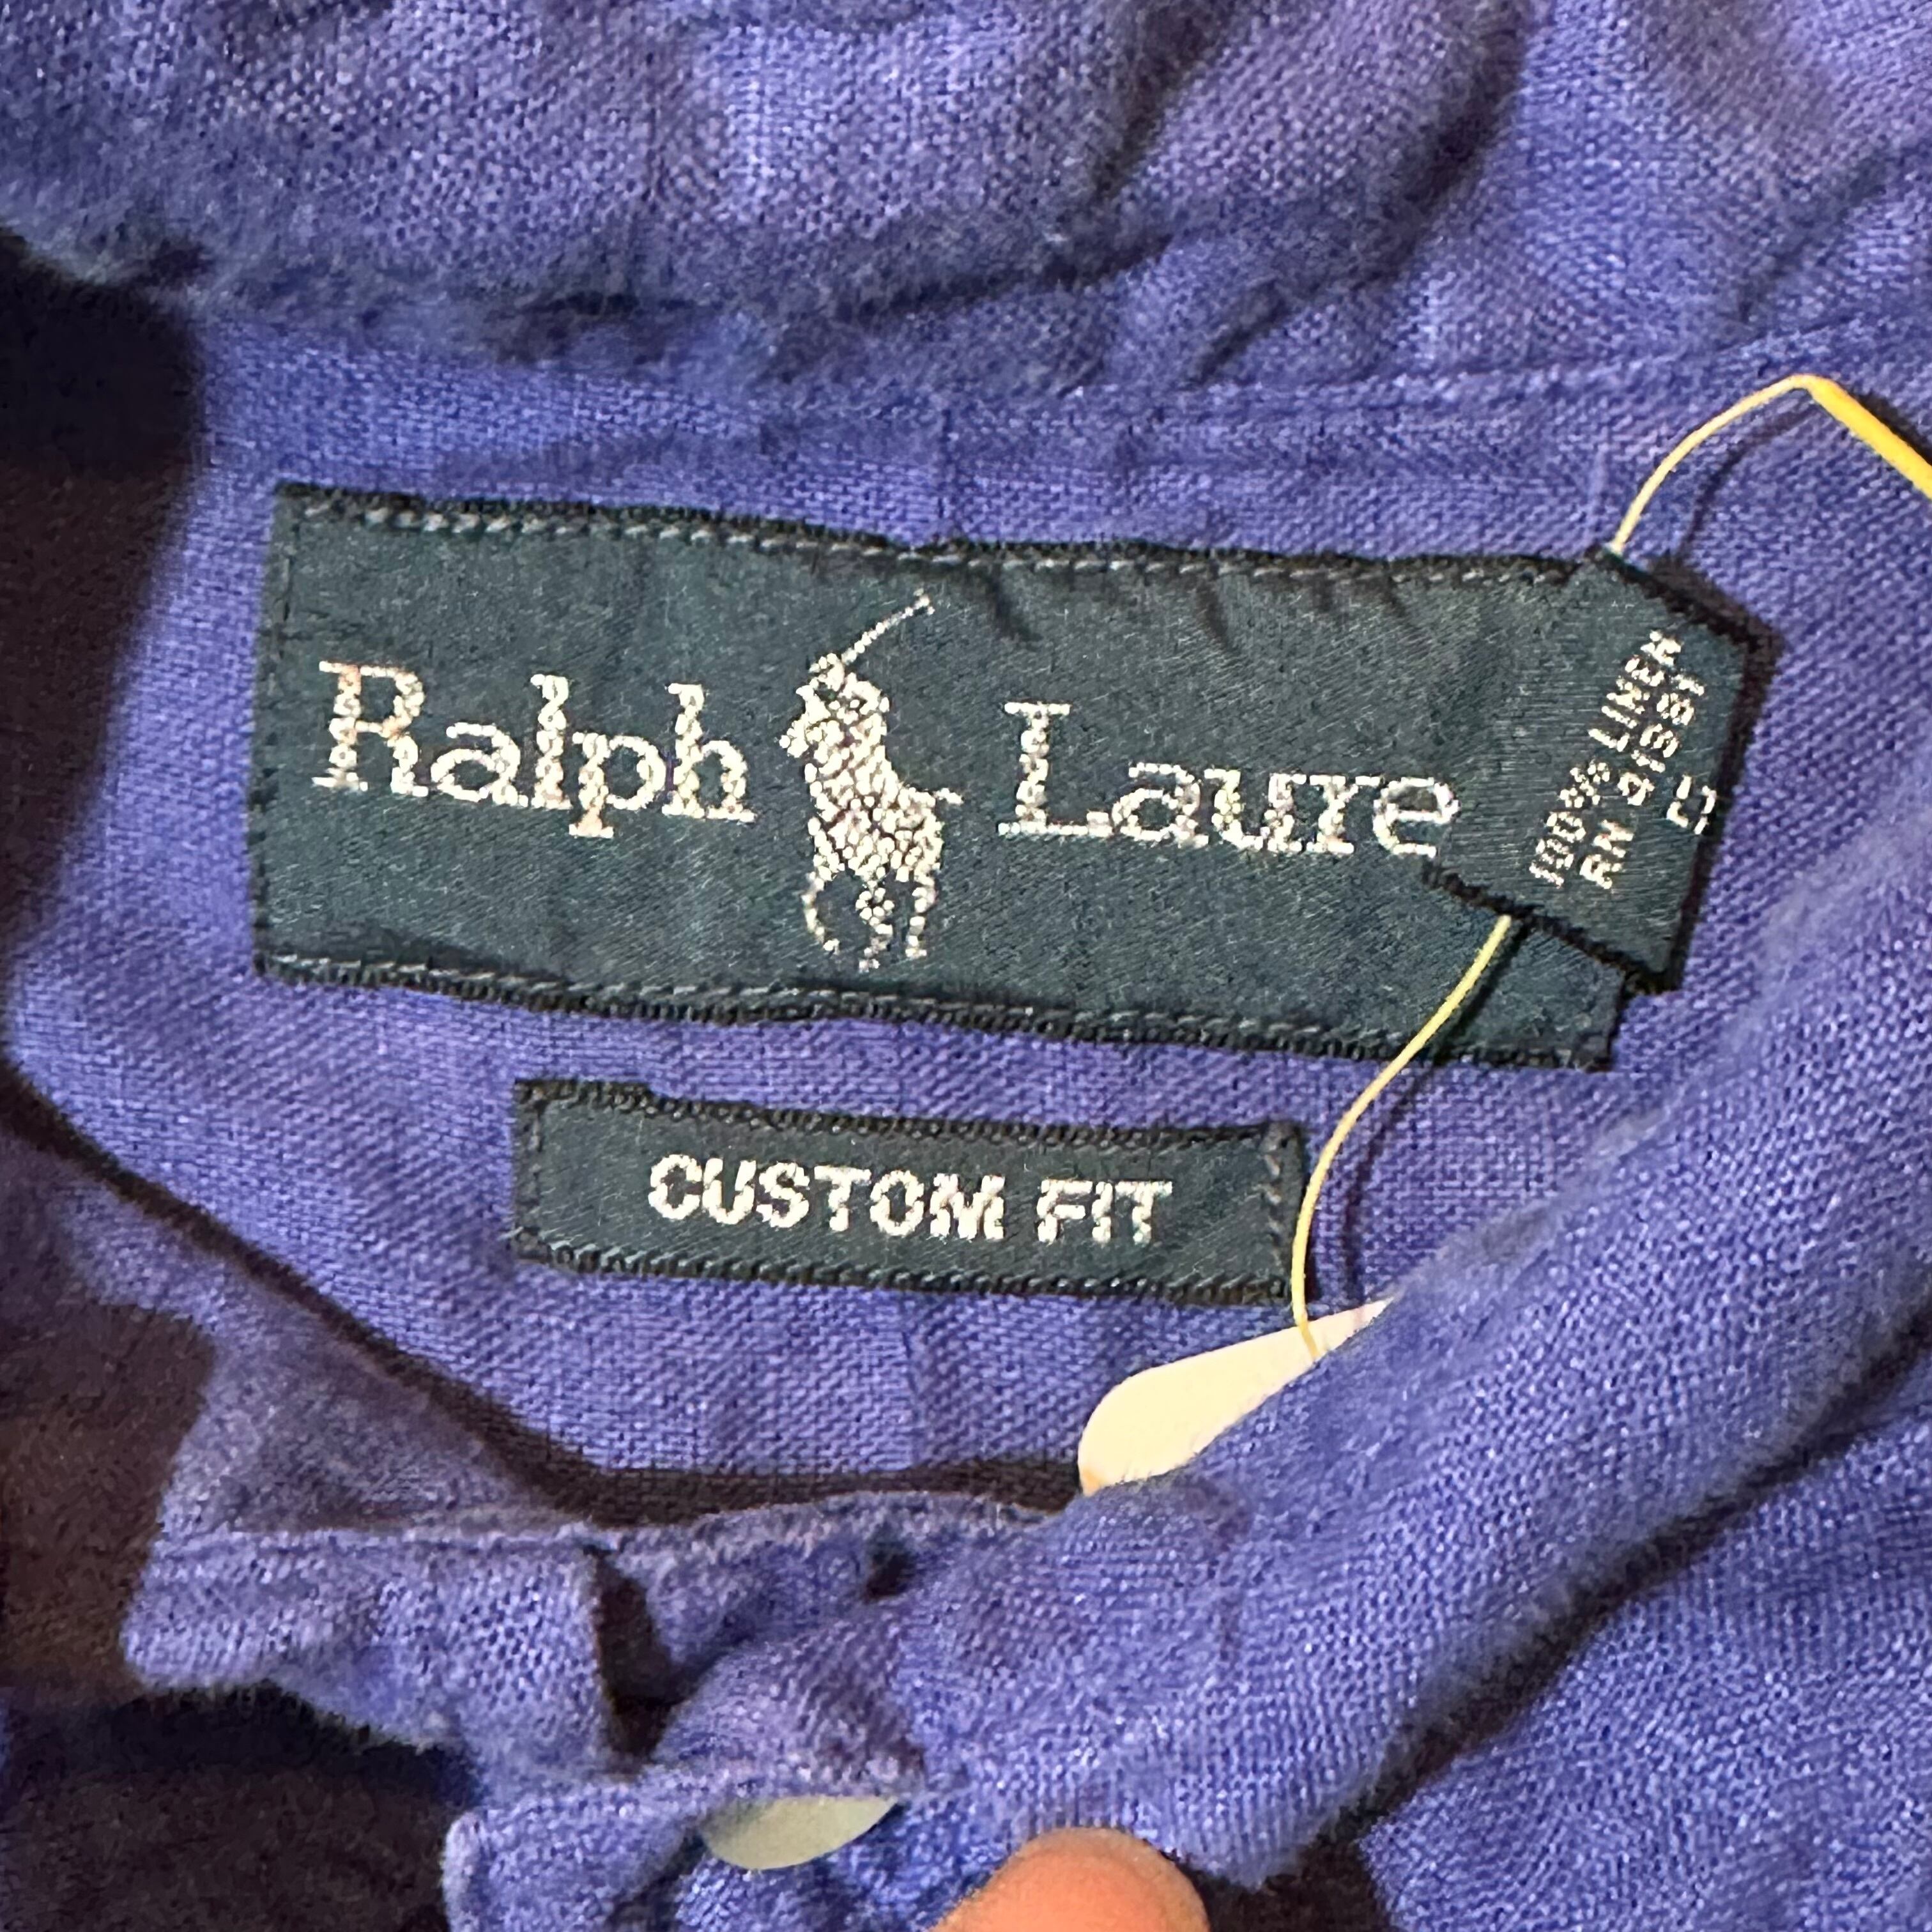 Ralph Laure
100% LINEN
RN 41381
CUSTOM FIT